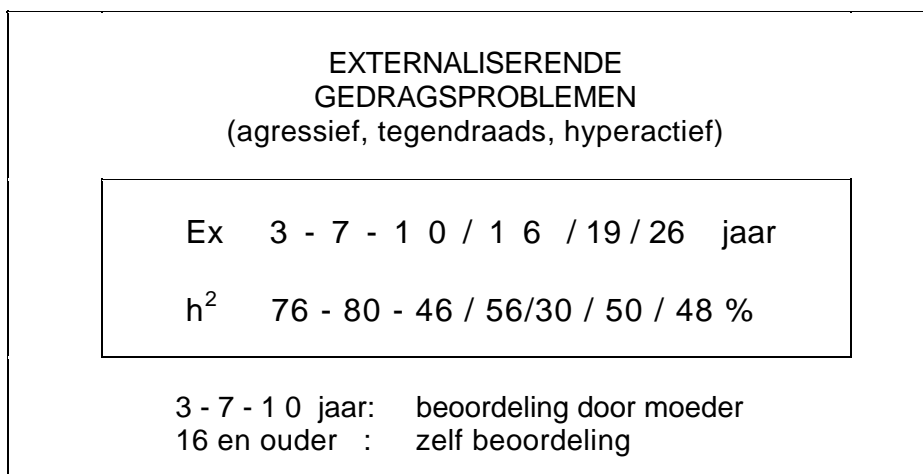 EXTERNALISERENDE
GEDRAGSPROBLEMEN
(agressief, tegendraads, hyperactief)
Ex 3 - 7 - 1 0 / 1 6 / 19 / 26 jaar
h² 76 - 80 - 46 / 56/30 / 50 / 48 %
3 - 7 - 1 0 jaar: beoordeling door moeder
16 en ouder : zelf beoordeling